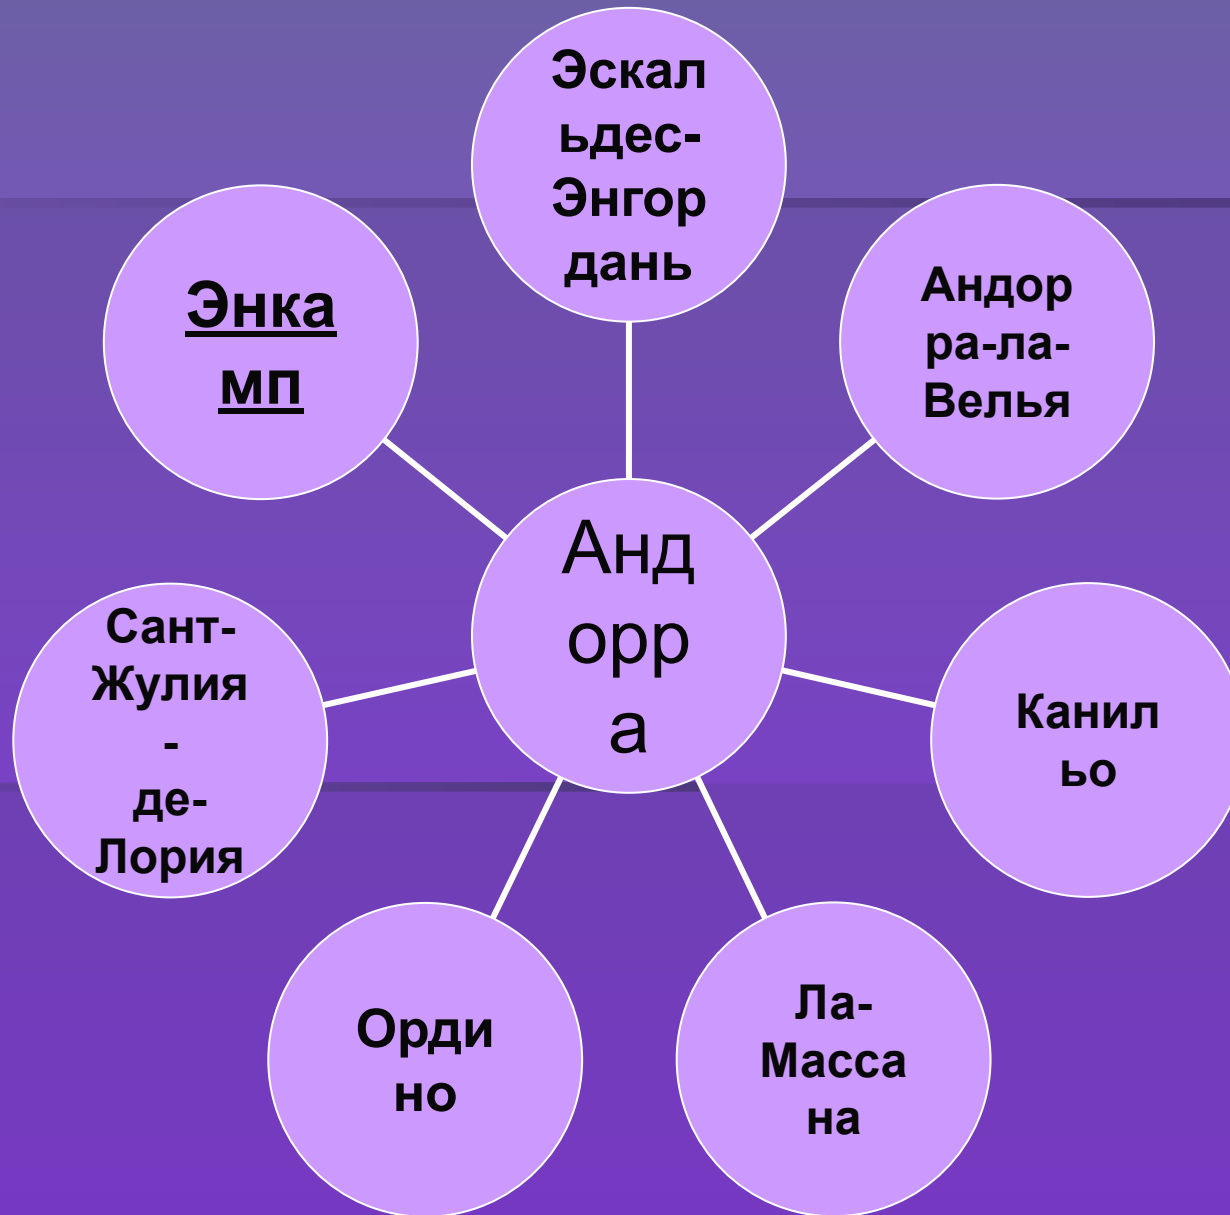 Эскал
ьдес-
Энгор
дань
Андор
ра-ла-
Велья
Канил
ьо
Ла-
Масса
на
Орди
но
Сант-
Жулия
-
де-
Лория
Энка
мп
Анд
орр
а